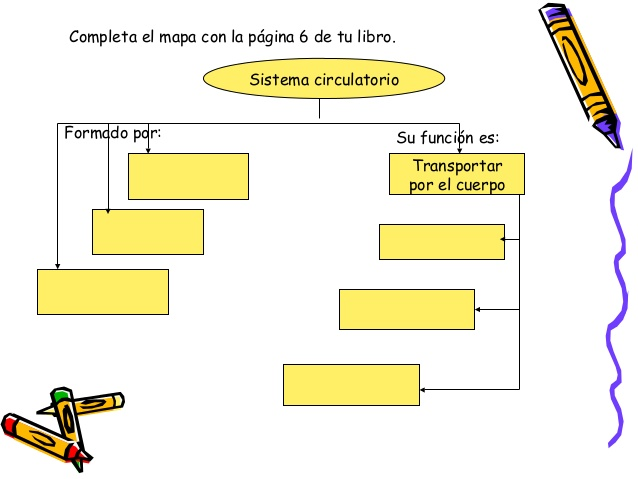 Completa el mapa con la página 6 de tu libro.
Sistema circulatorio
Formado por:
Su función es:
Transportar
por el cuerpo